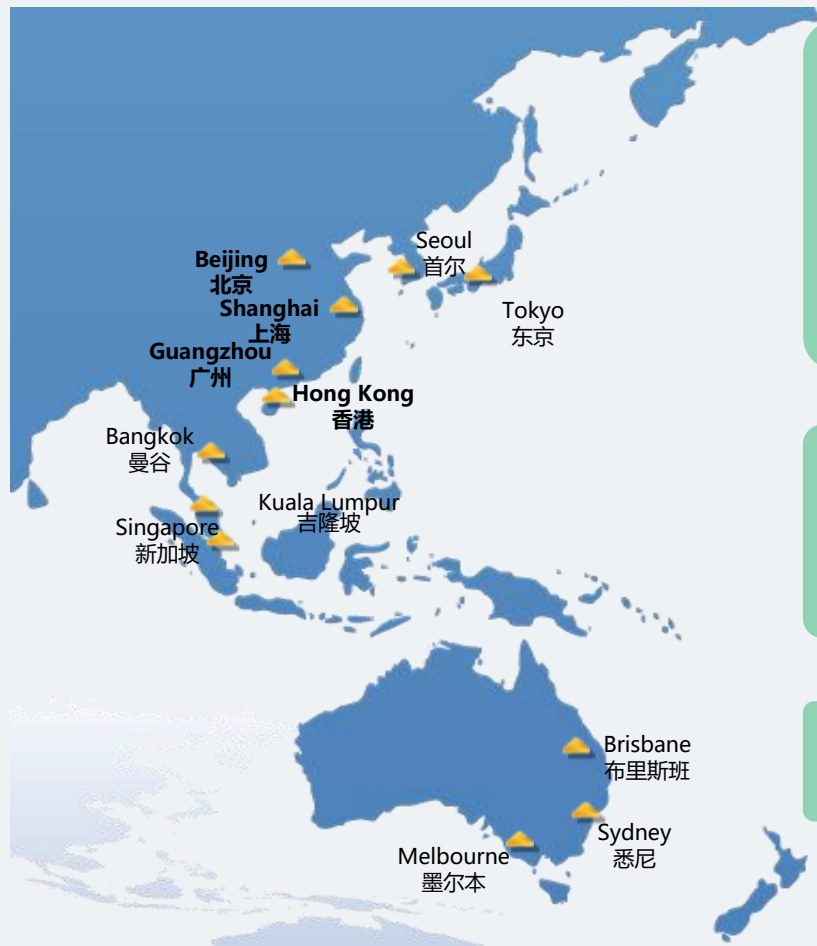 Seoul
首尔
Beijing
北京
Shanghai
上海
Tokyo
东京
Guangzhou
广州
Hong Kong
香港
Bangkok
曼谷
Kuala Lumpur
吉隆坡
Singapore
新加坡
Brisbane
布里斯班
Sydney
悉尼
Melbourne
墨尔本